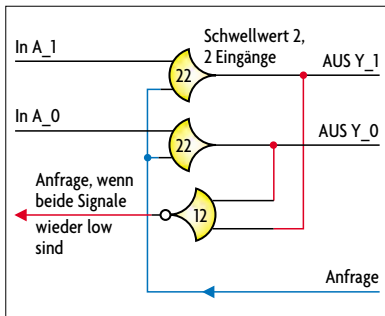 In A_1
Schwellwert 2,
2 Eingänge
AUS Y_1
22
In A_0
AUS Y_0
22
Anfrage, wenn
beide Signale
wieder low
sind
12
Anfrage